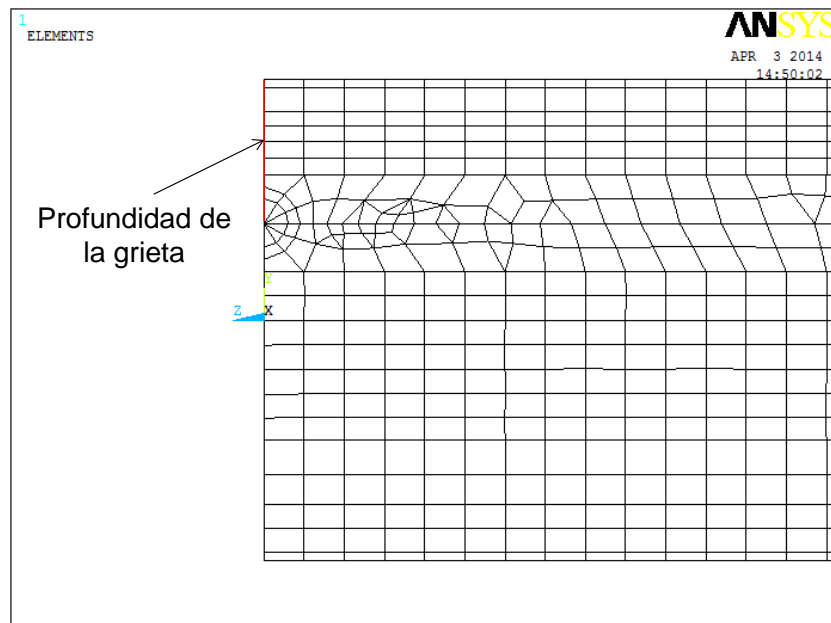 1
ELEMENTS
ANSYS
APR 3 2014
14:50:02
Profundidad de
la grieta
Y
Z
X